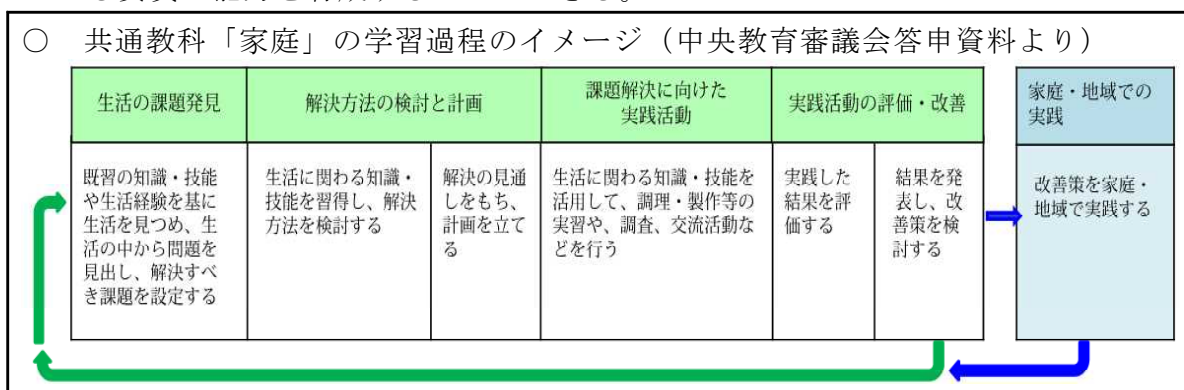 ○ 共通教科「家庭」の学習過程のイメージ（中央教育審議会答申資料より）
生活の課題発見
解決方法の検討と計画
課題解決に向けた
実践活動
実践活動の評価・改善
家庭・地域での
実践
既習の知識・技能
や生活経験を基に
生活を見つめ、生
活の中から問題を
見出し、解決すべ
き課題を設定する
生活に関わる知識・
技能を習得し、解決
方法を検討する
解決の見通
しをもち、
計画を立て
る
生活に関わる知識・技能を
活用して、調理・製作等の
実習や、調査、交流活動な
どを行う
実践した
結果を評
価する
結果を発
表し、改
善策を検
討する
改善策を家庭・
地域で実践する